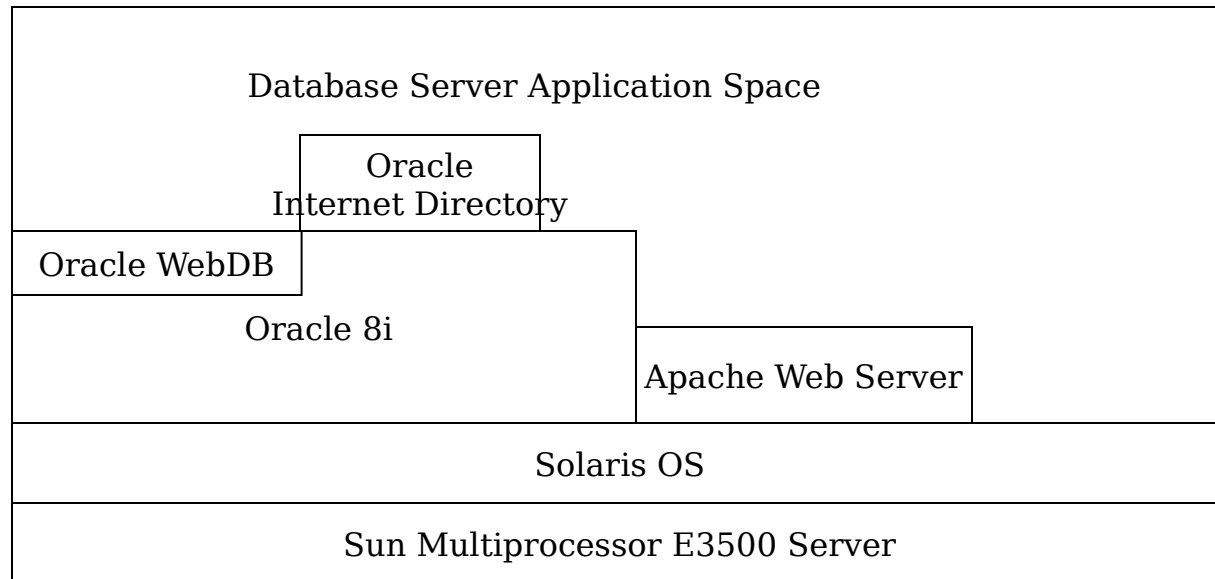 Database Server Application Space
Oracle
Internet Directory
Oracle WebDB
Oracle 8i
Apache Web Server
Solaris OS
Sun Multiprocessor E3500 Server